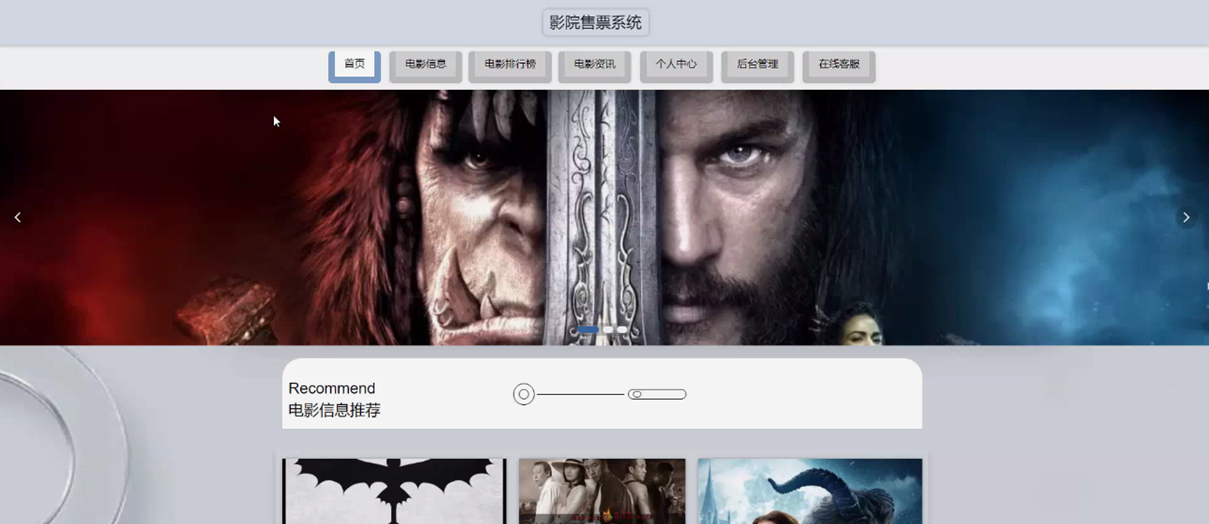 影院售票系统
首页
电影信息
电影排行榜
电影资讯
个人中心
后台管理
在线客服
Recommend
电影信息推荐